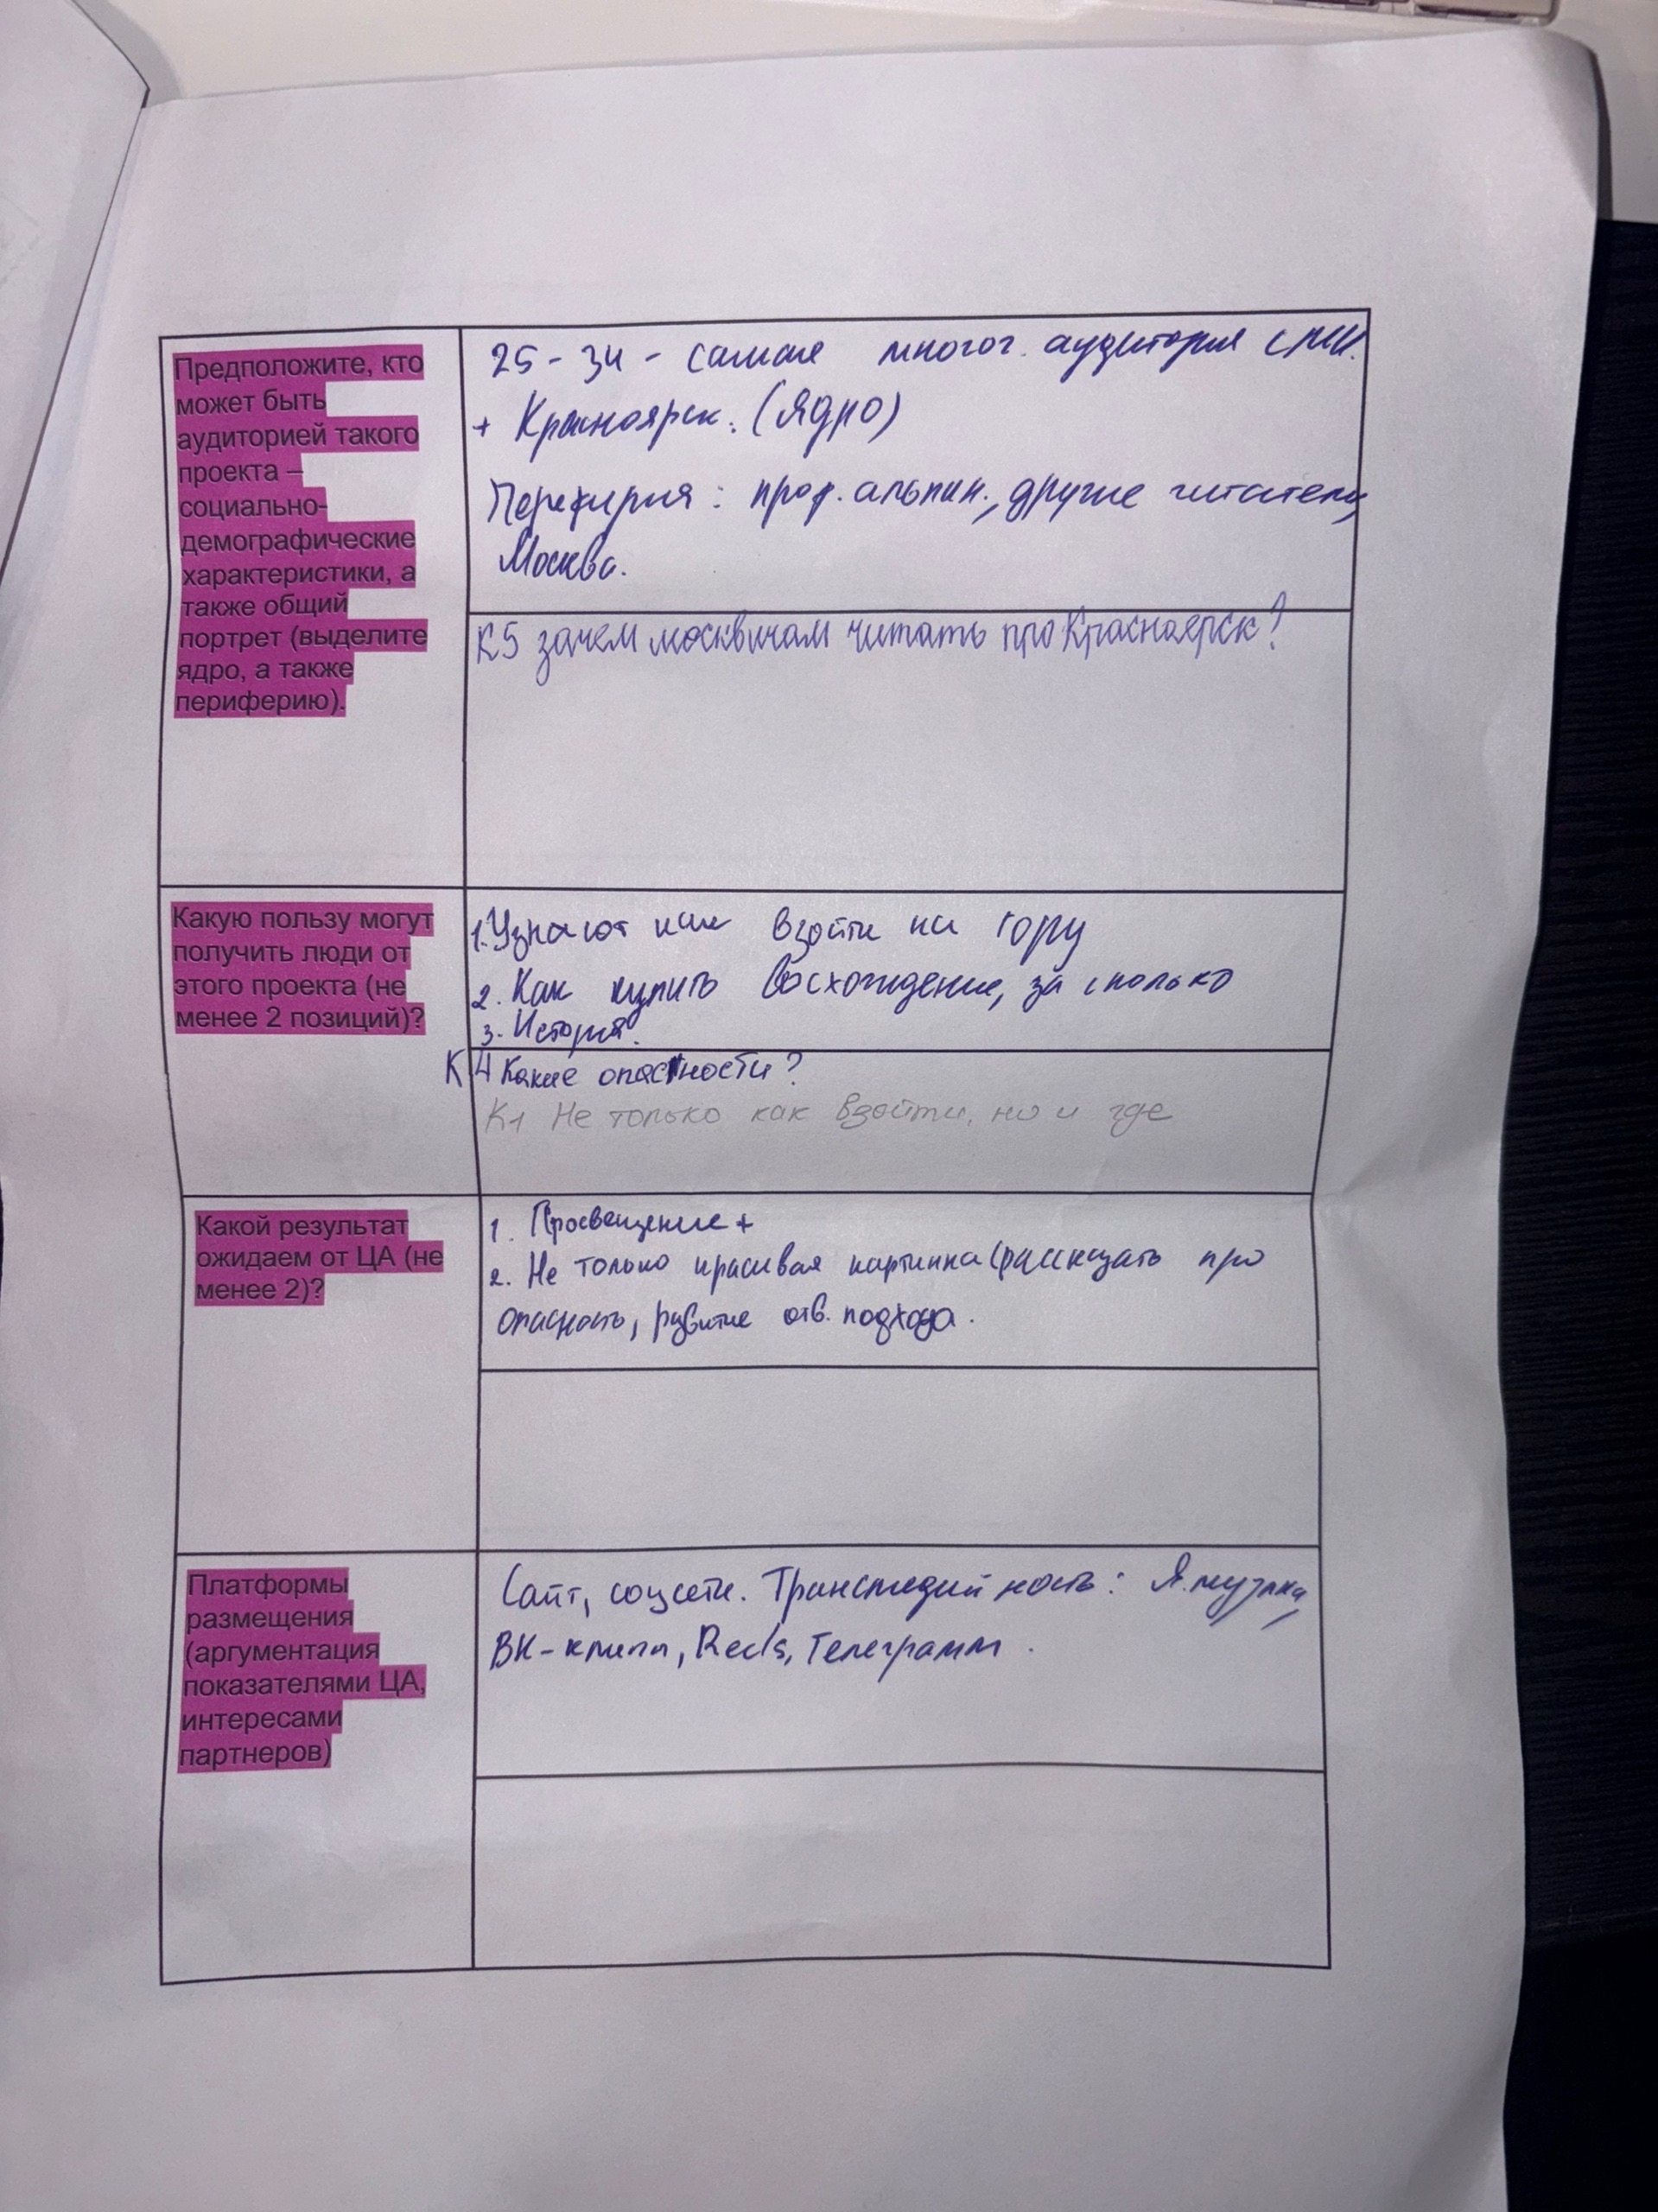 Предположите, кто
может быть
аудиторией такого
проекта –
социально-
демографические
характеристики, а
также общий
портрет (выделите
ядро, а также
периферию).
25 - 34 - самая многог. аудитория СМИ.
+ Красноярск. (Ядро)
Перефирия: проф. альпин., другие читатели,
Москва.
К5 зачем москвичам читать про Красноярск?
Какую пользу могут
получить люди от
этого проекта (не
менее 2 позиций)?
1. Узнают как взойти на гору
2. Как купить восхождение, за сколько
3. История.
К4 Какие опасности?
К1 Не только как взойти, но и где
Какой результат
ожидаем от ЦА (не
менее 2)?
1. Просвещение +
2. Не только красивая картинка (рассказать про
опасность, развитие отв. подхода.
Платформы
размещения
(аргументация
показателями ЦА,
интересами
партнеров)
Сайт, соцсети. Трансмедийность: Я.музыка,
ВК-клипы, Reels, Телеграмм.